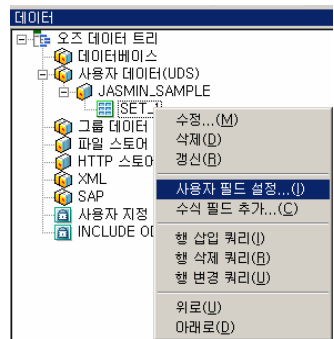 데이터
오즈 데이터 트리
데이터베이스
사용자 데이터(UDS)
JASMIN_SAMPLE
SET_1
그룹 데이터
파일 스토어
HTTP 스토어
XML
SAP
사용자 지정
INCLUDE
수정...(M)
삭제(D)
갱신(R)
사용자 필드 설정...(I)
수식 필드 추가...(C)
행 삽입 쿼리(I)
행 삭제 쿼리(R)
행 변경 쿼리(U)
위로(U)
아래로(D)